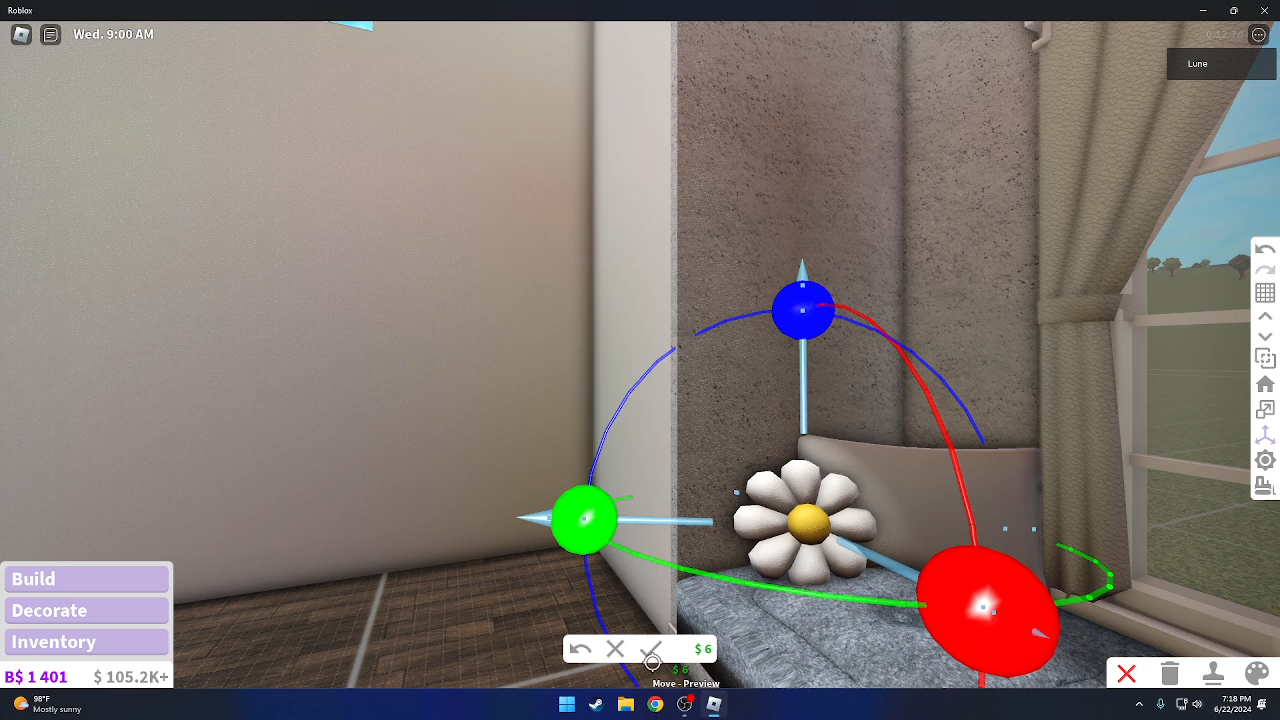 Roblox
Wed. 9:00 AM
Lune
Build
Decorate
Inventory
B$ 1 401
$ 105.2K+
$ 6
$ 6
Move - Preview
98°F
Mostly sunny
7:18 PM
6/22/2024